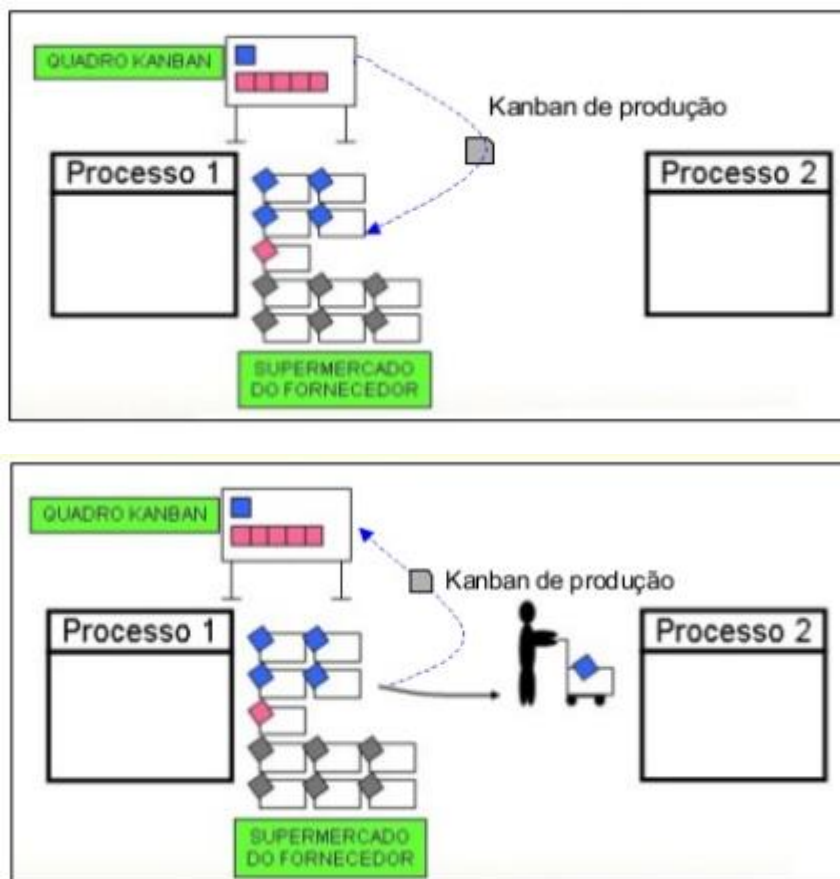 QUADRO KANBAN
Kanban de produção
Processo 1
Processo 2
SUPERMERCADO
DO FORNECEDOR
QUADRO KANBAN
Kanban de produção
Processo 1
Processo 2
SUPERMERCADO
DO FORNECEDOR